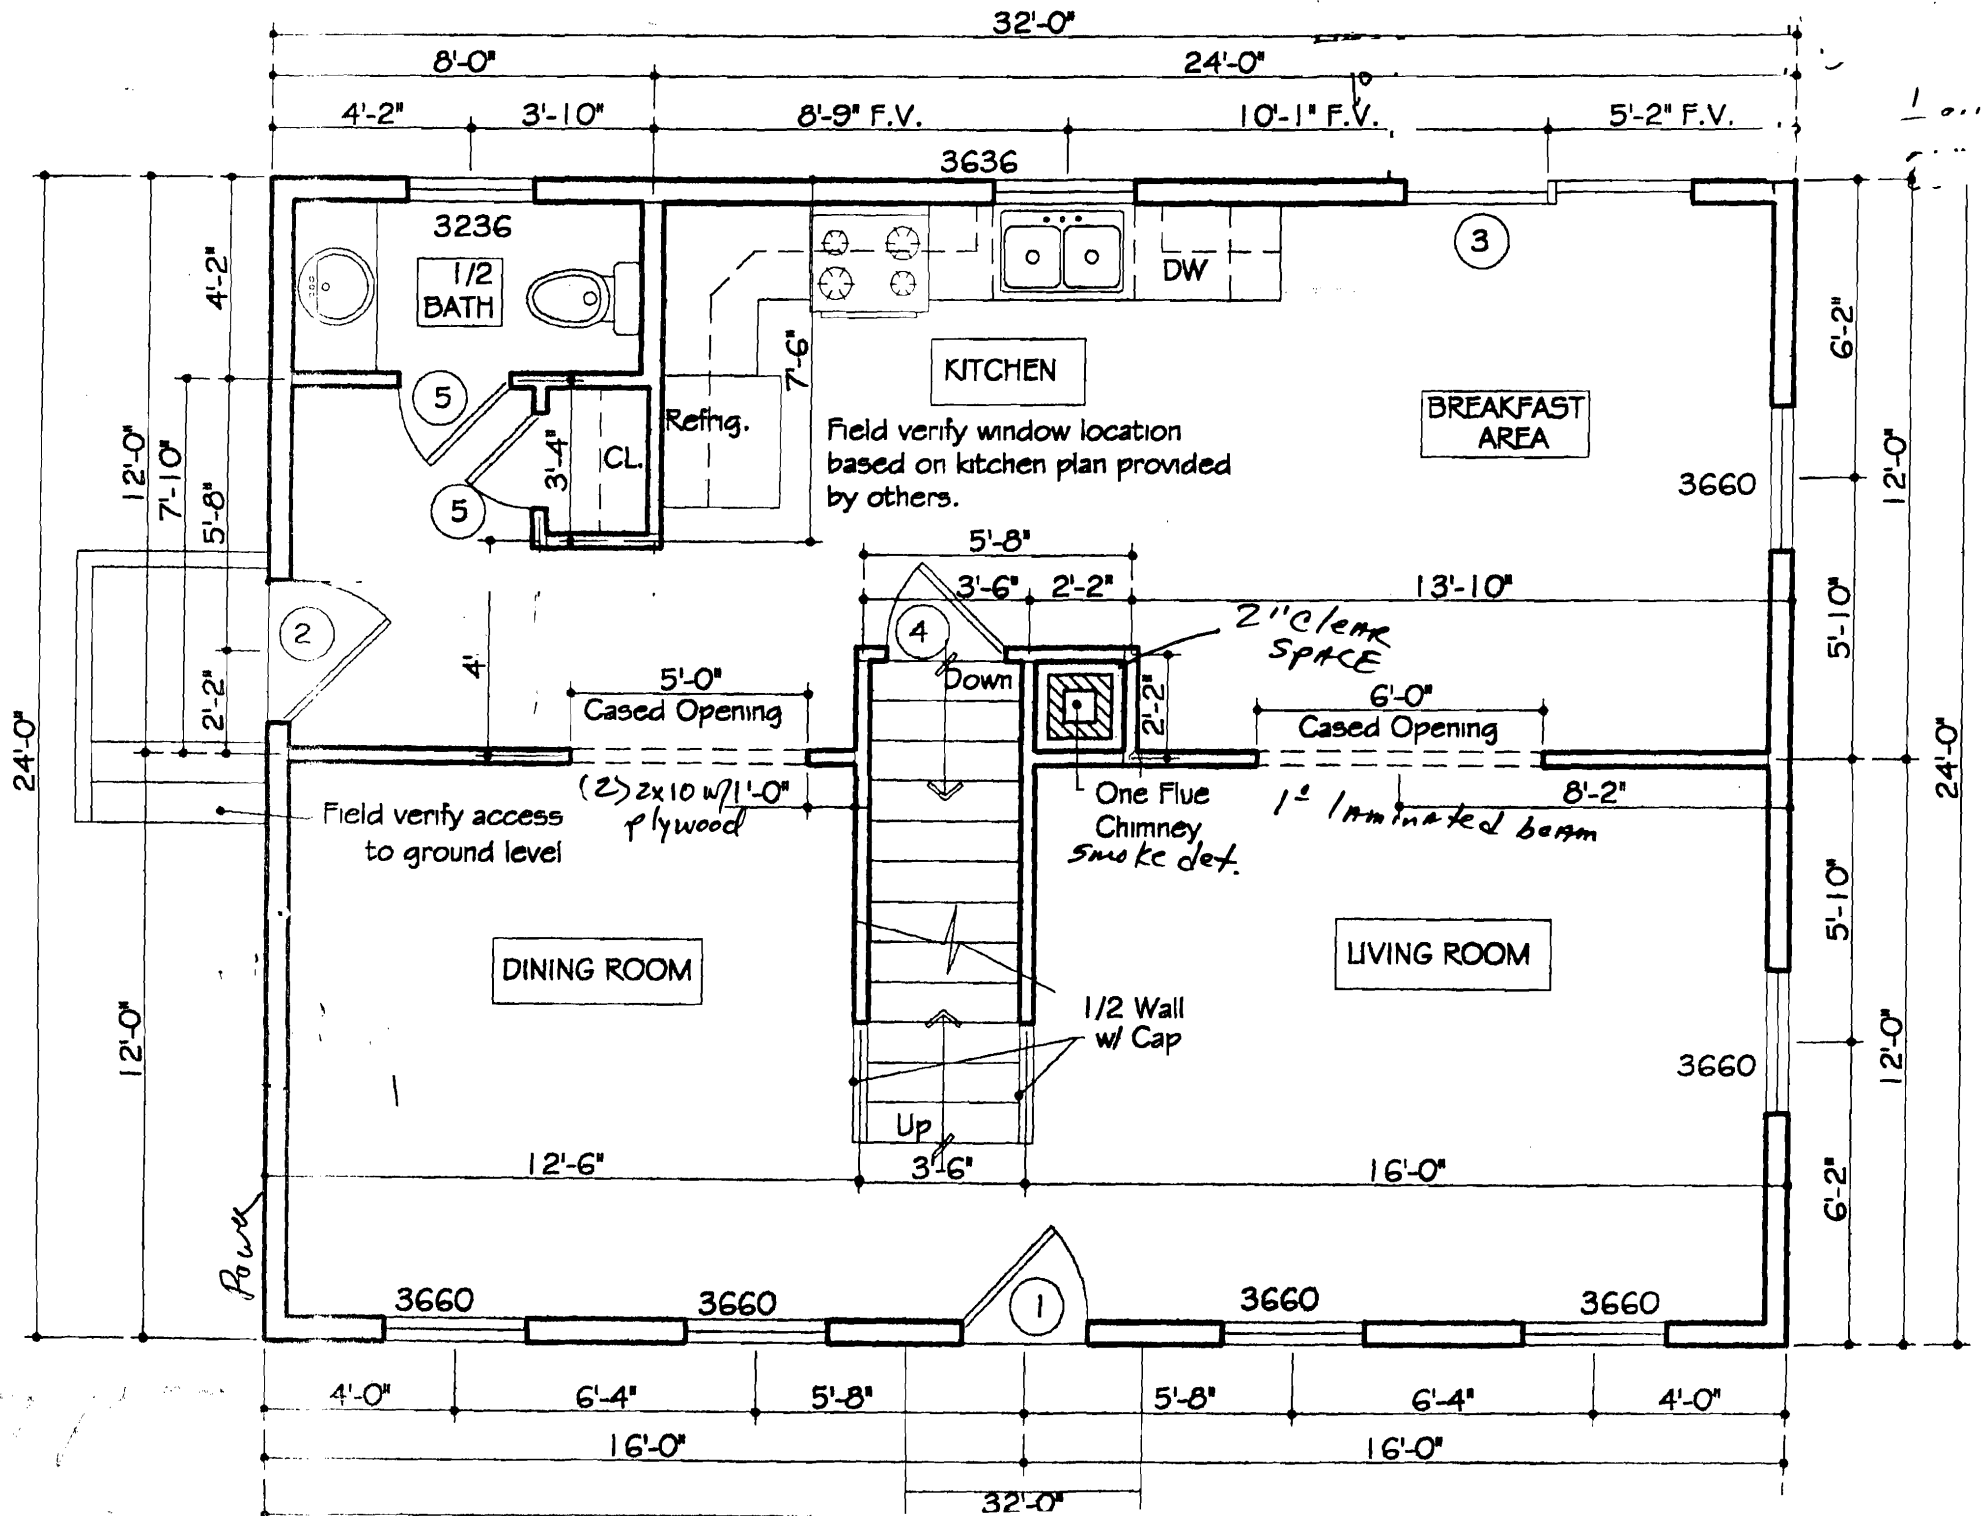 32'-0"
8'-0" 24'-0"
4'-2" 3'-10" 8'-9" F.V. 10'-1" F.V. 5'-2" F.V.
3636
3236
1/2
BATH
DW
3
4'-2"
6'-2"
7'-6"
KITCHEN
5
Refrig.
BREAKFAST
AREA
Field verify window location
based on kitchen plan provided
by others.
12'-0"
7'-10"
5'-8"
3'-4"
CL.
5
3660
12'-0"
5'-8"
3'-6" 2'-2" 13'-10"
2
4
2" Clear
SPACE
5'-10"
4'
Down
2'-2"
2'-2"
5'-0"
Cased Opening
6'-0"
Cased Opening
24'-0"
24'-0"
(2) 2x10 w/ 1'-0"
plywood
One Flue
Chimney
smoke det.
laminated beam
8'-2"
Field verify access
to ground level
5'-10"
DINING ROOM
LIVING ROOM
1/2 Wall
w/ Cap
12'-0"
3660
12'-0"
Up
12'-6" 3'-6" 16'-0"
6'-2"
Power
3660 3660 1 3660 3660
4'-0" 6'-4" 5'-8" 5'-8" 6'-4" 4'-0"
16'-0" 16'-0"
32'-0"